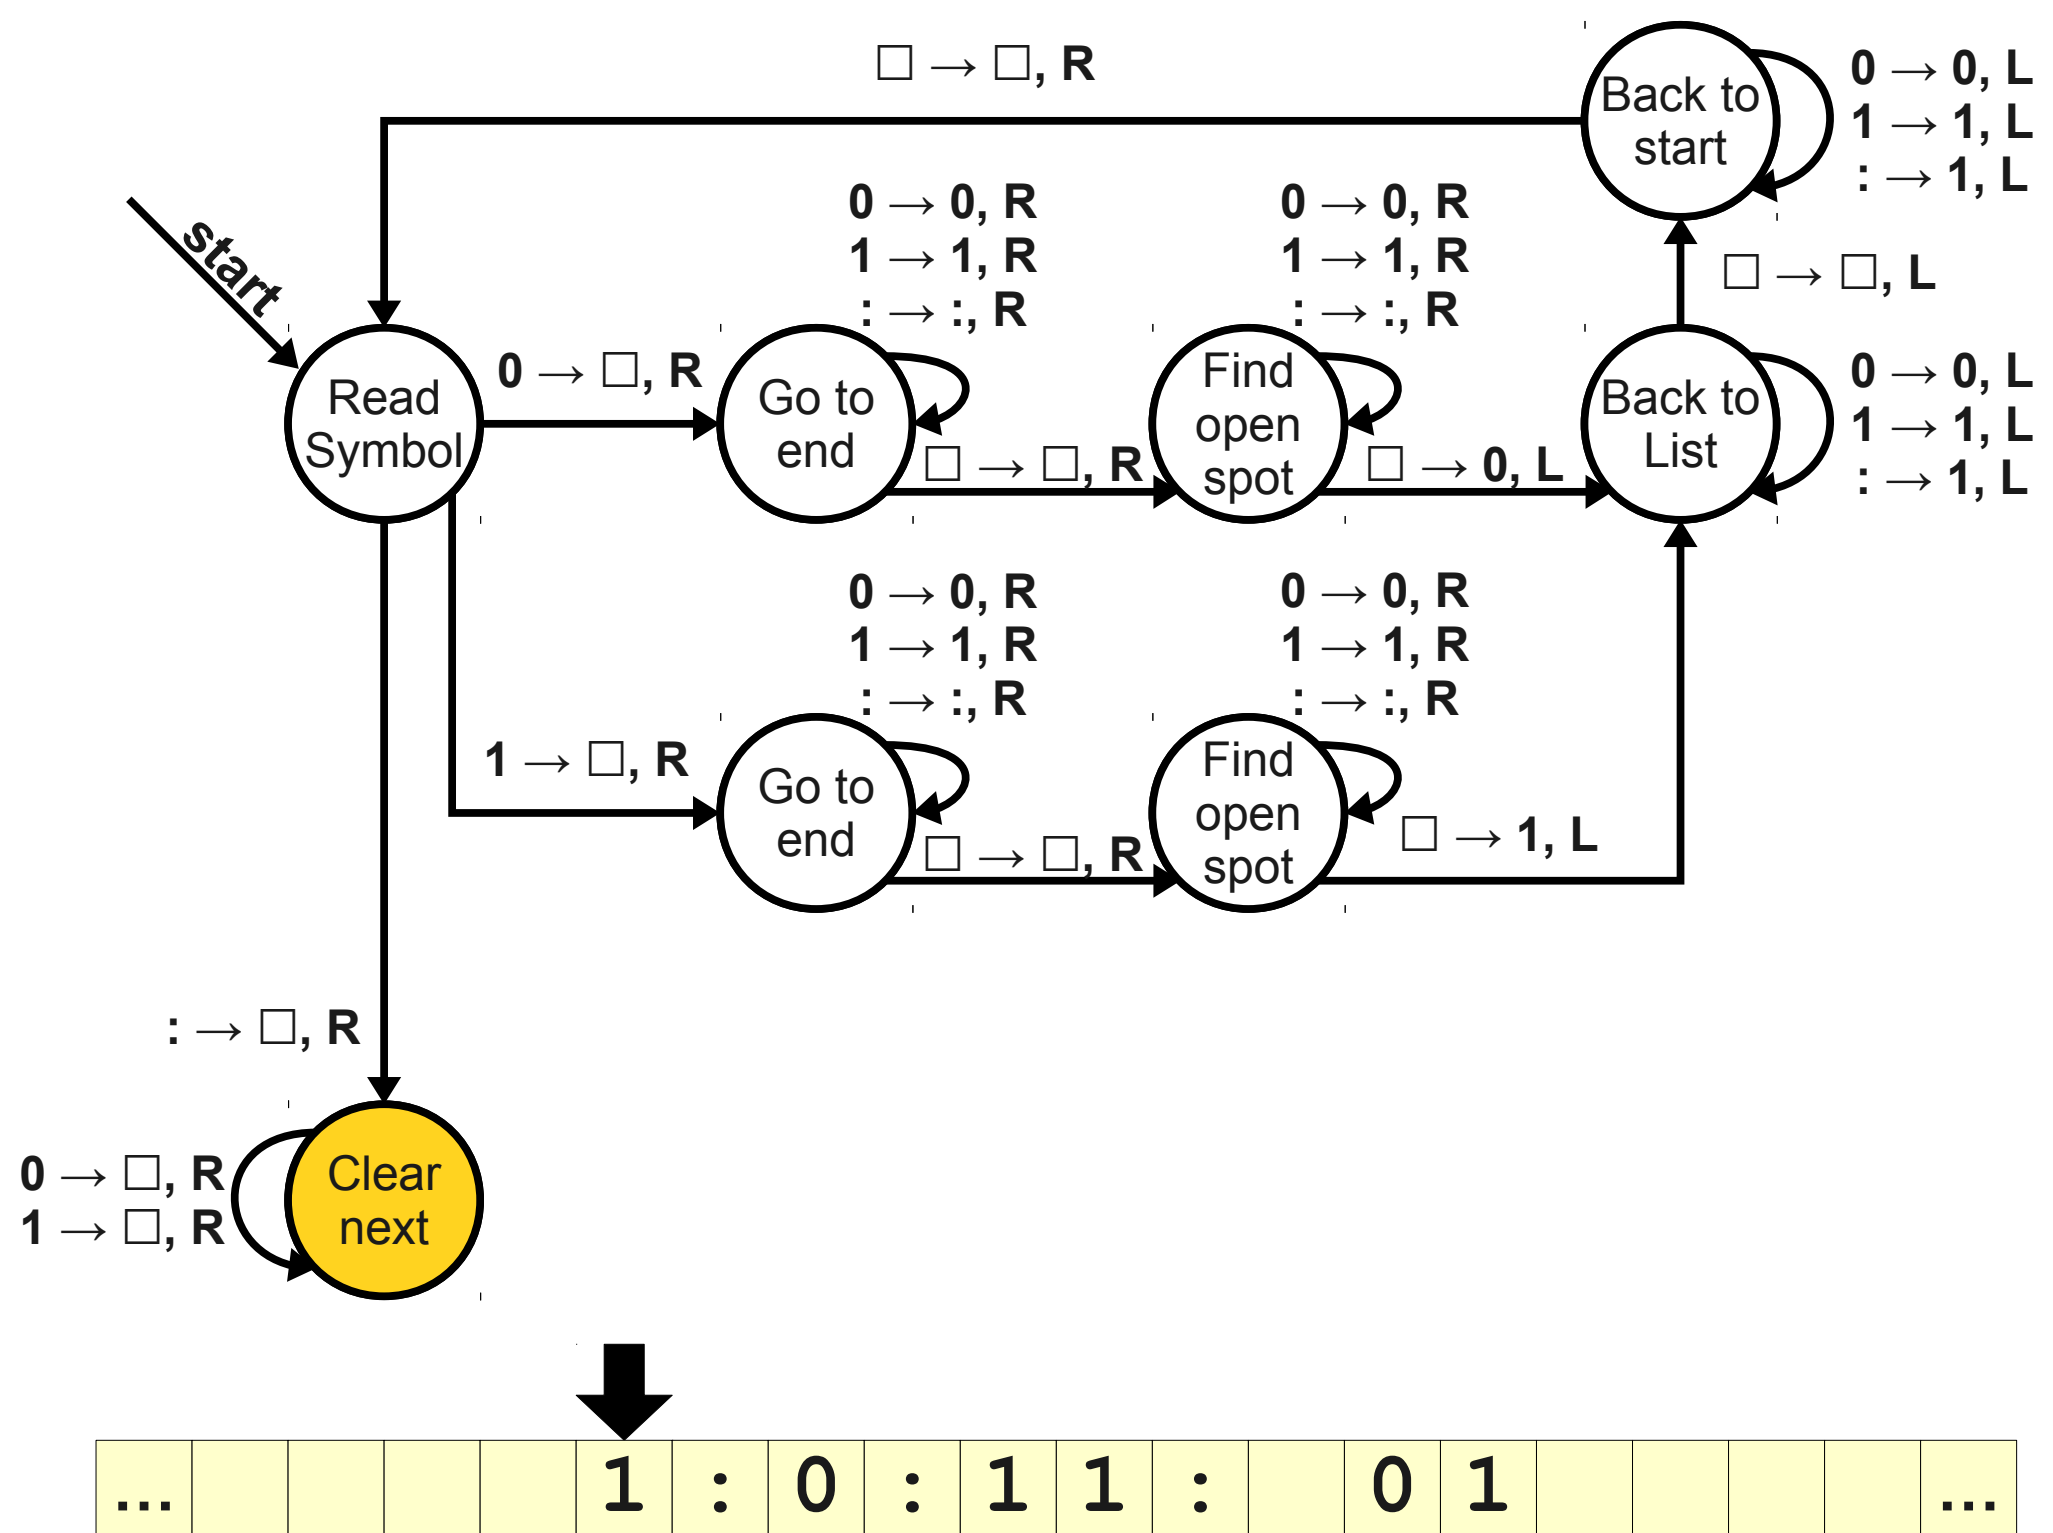 □ → □, R
Back to
start
0 → 0, L
1 → 1, L
: → 1, L
start
0 → 0, R
1 → 1, R
: → :, R
0 → 0, R
1 → 1, R
: → :, R
□ → □, L
Read
Symbol
0 → □, R
Go to
end
□ → □, R
Find
open
spot
□ → 0, L
Back to
List
0 → 0, L
1 → 1, L
: → 1, L
0 → 0, R
1 → 1, R
: → :, R
0 → 0, R
1 → 1, R
: → :, R
1 → □, R
Go to
end
□ → □, R
Find
open
spot
□ → 1, L
: → □, R
0 → □, R
1 → □, R
Clear
next
... 1 : 0 : 1 1 : 0 1 ...